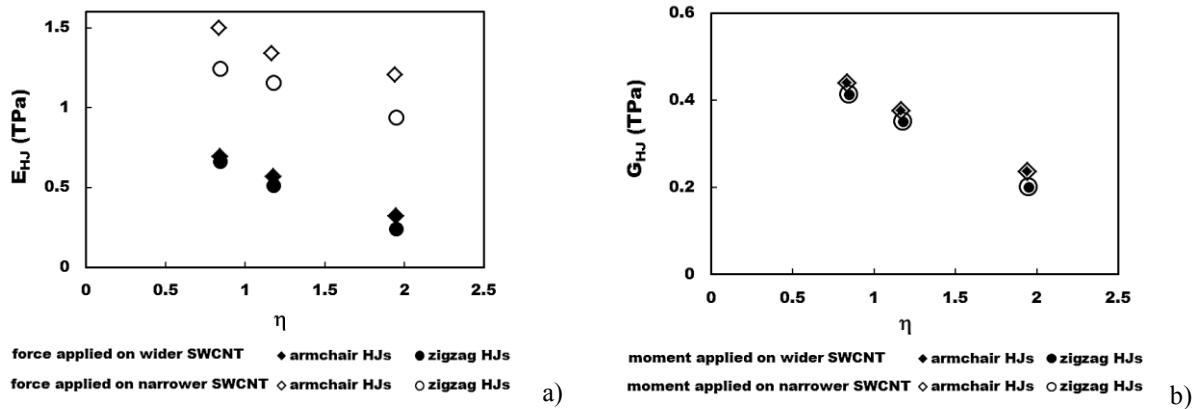 1.5
1
0.5
0
E_HJ (TPa)
0 0.5 1 1.5 2 2.5
η
force applied on wider SWCNT armchair HJs zigzag HJs
force applied on narrower SWCNT armchair HJs zigzag HJs
a)
0.6
0.4
0.2
0
G_HJ (TPa)
0 0.5 1 1.5 2 2.5
η
moment applied on wider SWCNT armchair HJs zigzag HJs
moment applied on narrower SWCNT armchair HJs zigzag HJs
b)